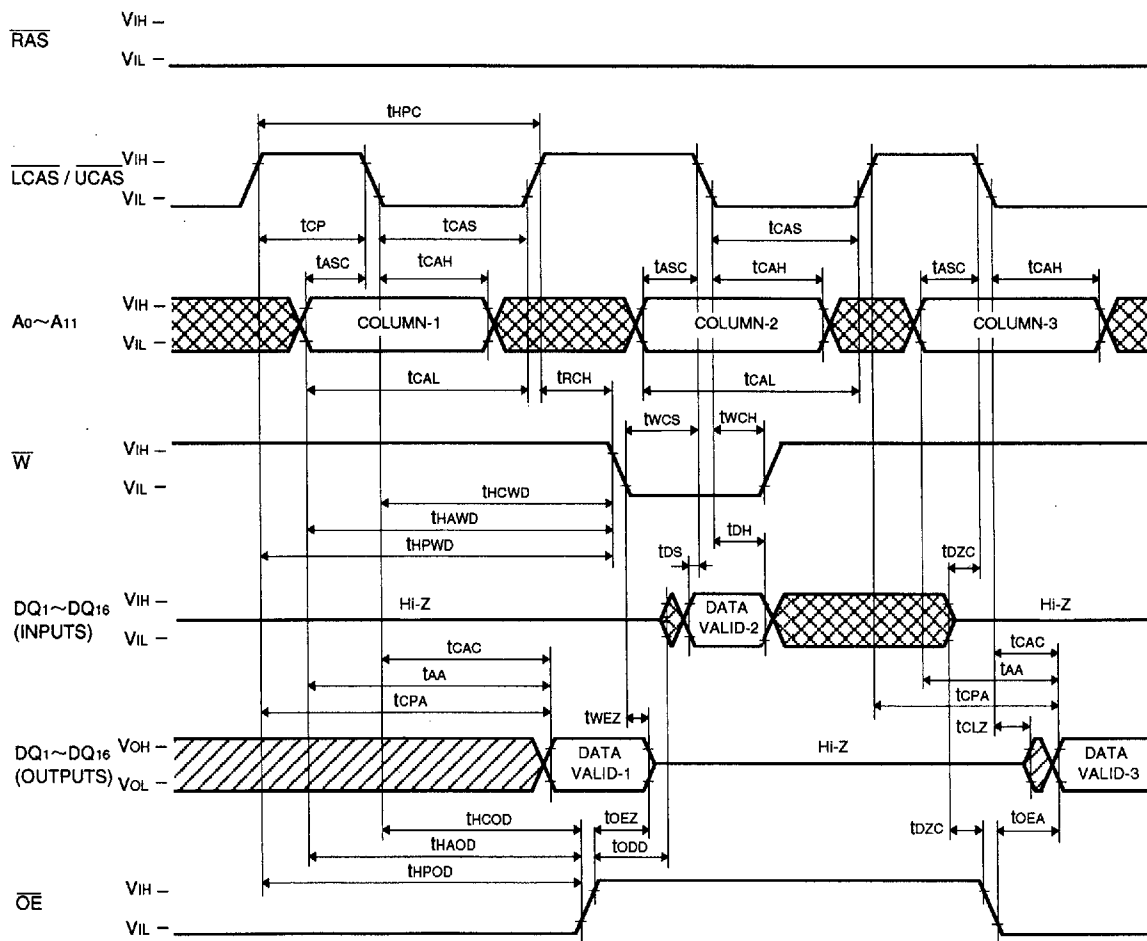 RAS VIH
VIL
tHPC
LCAS / UCAS VIH
VIL
tCP tCAS tCAS
tASC tCAH tASC tCAH tASC tCAH
A0~A11 VIH COLUMN-1 COLUMN-2 COLUMN-3
VIL
tCAL tRCH tCAL
tWCS tWCH
W VIH
VIL
tHCWD
tHAWD tDH
tHPWD tDS tDZC
DQ1~DQ16 (INPUTS) VIH Hi-Z DATA VALID-2 Hi-Z
VIL
tCAC tCAC
tAA tAA
tCPA tCPA
tWEZ tCLZ
DQ1~DQ16 (OUTPUTS) VOH DATA VALID-1 Hi-Z DATA VALID-3
VOL
tHCOD tOEZ tDZC tOEA
tHAOD tODD
tHPOD
OE VIH
VIL